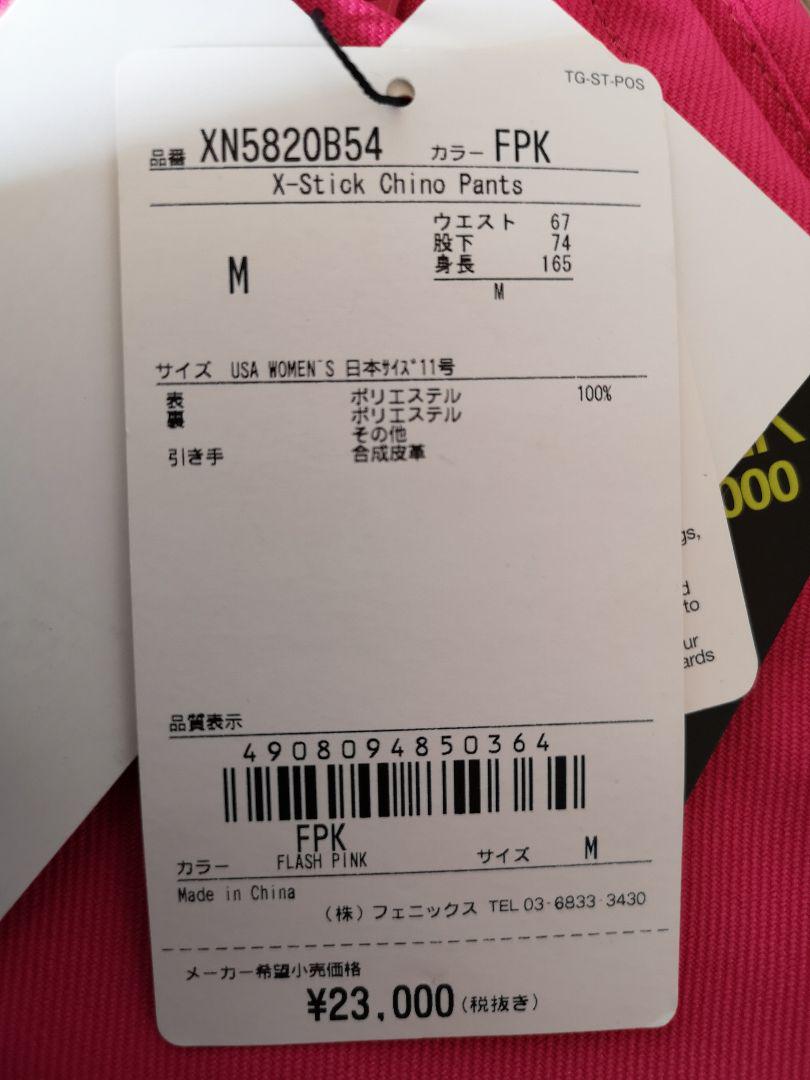 TG-ST-POS
品番 XN5820B54 カラー FPK
X-Stick Chino Pants
ウエスト 67
股下 74
身長 165
M
M
サイズ USA WOMEN´S 日本ｻｲｽﾞ11号
表 ポリエステル 100%
裏 ポリエステル
その他
引き手 合成皮革
000
gs,
d
to
ur
ards
品質表示
4908094850364
FPK
カラー FLASH PINK サイズ M
Made in China
(株)フェニックス TEL 03-6833-3430
メーカー希望小売価格
¥23,000(税抜き)